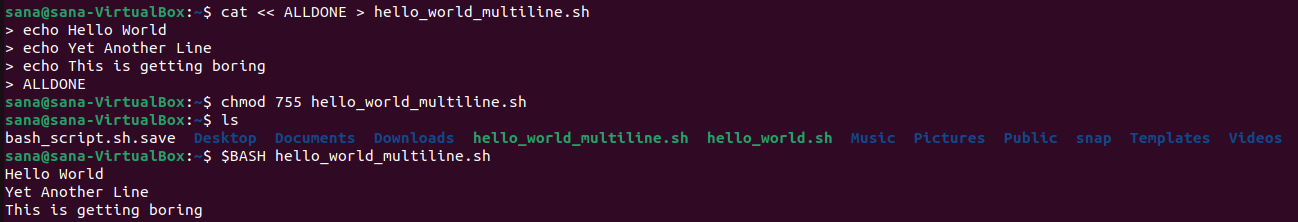 sana@sana-VirtualBox:~$ cat << ALLDONE > hello_world_multiline.sh
> echo Hello World
> echo Yet Another Line
> echo This is getting boring
> ALLDONE
sana@sana-VirtualBox:~$ chmod 755 hello_world_multiline.sh
sana@sana-VirtualBox:~$ ls
bash_script.sh.save  Desktop  Documents  Downloads  hello_world_multiline.sh  hello_world.sh  Music  Pictures  Public  snap  Templates  Videos
sana@sana-VirtualBox:~$ $BASH hello_world_multiline.sh
Hello World
Yet Another Line
This is getting boring